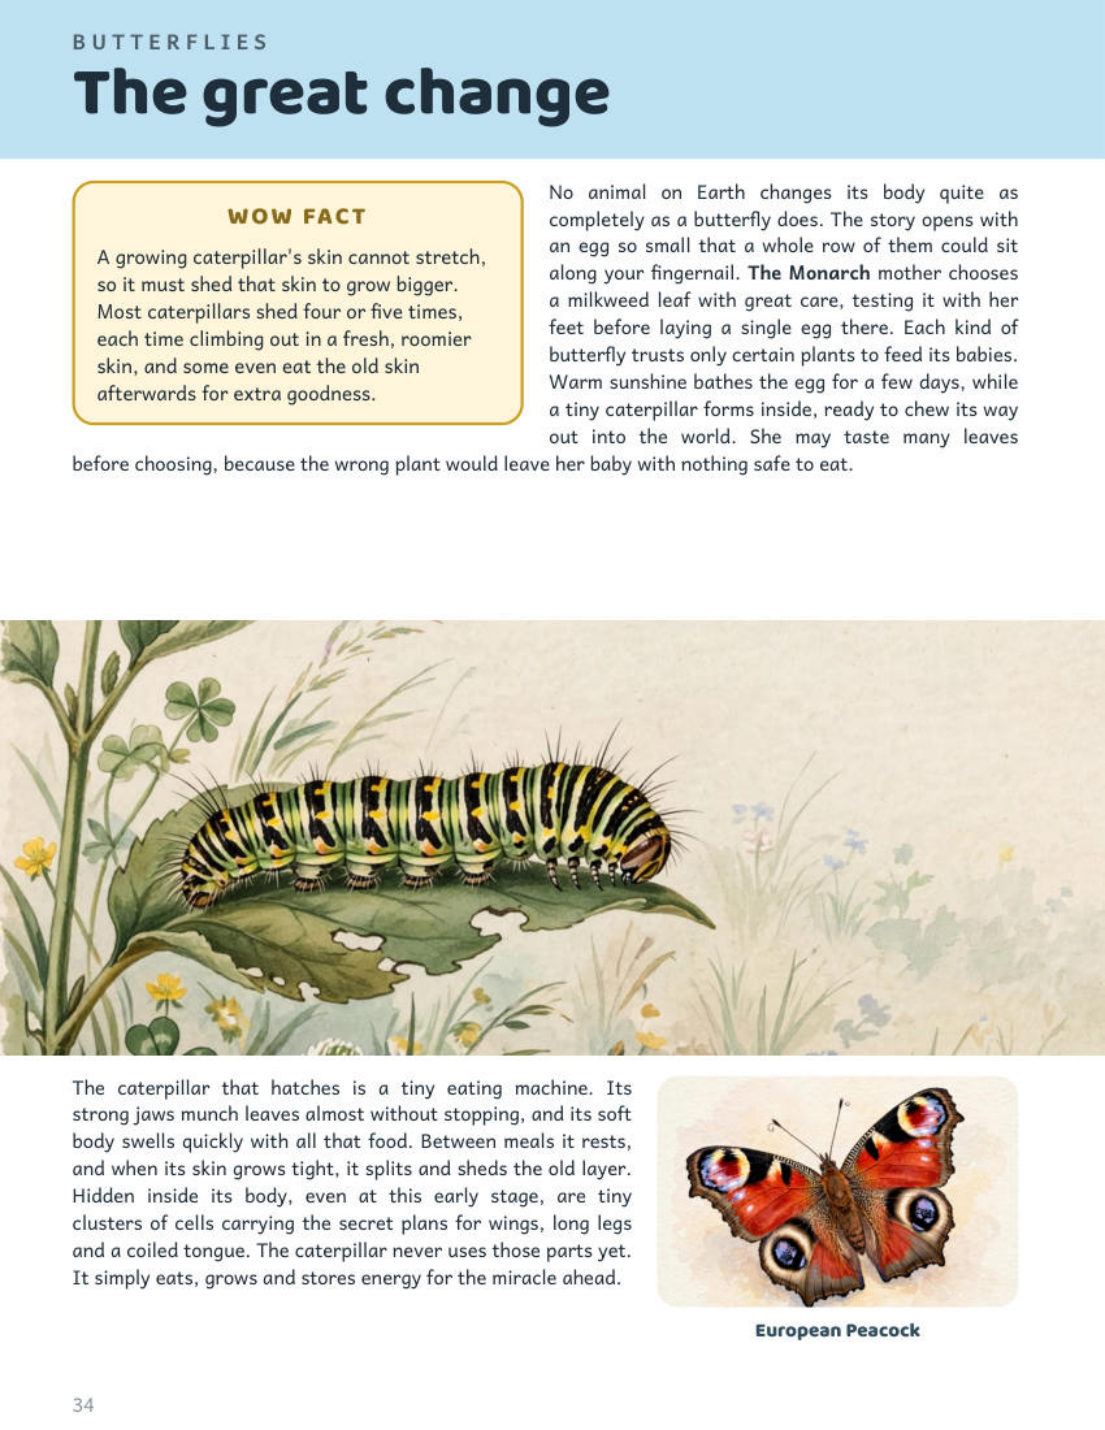 BUTTERFLIES
The great change
WOW FACT
A growing caterpillar's skin cannot stretch,
so it must shed that skin to grow bigger.
Most caterpillars shed four or five times,
each time climbing out in a fresh, roomier
skin, and some even eat the old skin
afterwards for extra goodness.
No animal on Earth changes its body quite as
completely as a butterfly does. The story opens with
an egg so small that a whole row of them could sit
along your fingernail. The Monarch mother chooses
a milkweed leaf with great care, testing it with her
feet before laying a single egg there. Each kind of
butterfly trusts only certain plants to feed its babies.
Warm sunshine bathes the egg for a few days, while
a tiny caterpillar forms inside, ready to chew its way
out into the world. She may taste many leaves
before choosing, because the wrong plant would leave her baby with nothing safe to eat.
The caterpillar that hatches is a tiny eating machine. Its
strong jaws munch leaves almost without stopping, and its soft
body swells quickly with all that food. Between meals it rests,
and when its skin grows tight, it splits and sheds the old layer.
Hidden inside its body, even at this early stage, are tiny
clusters of cells carrying the secret plans for wings, long legs
and a coiled tongue. The caterpillar never uses those parts yet.
It simply eats, grows and stores energy for the miracle ahead.
European Peacock
34